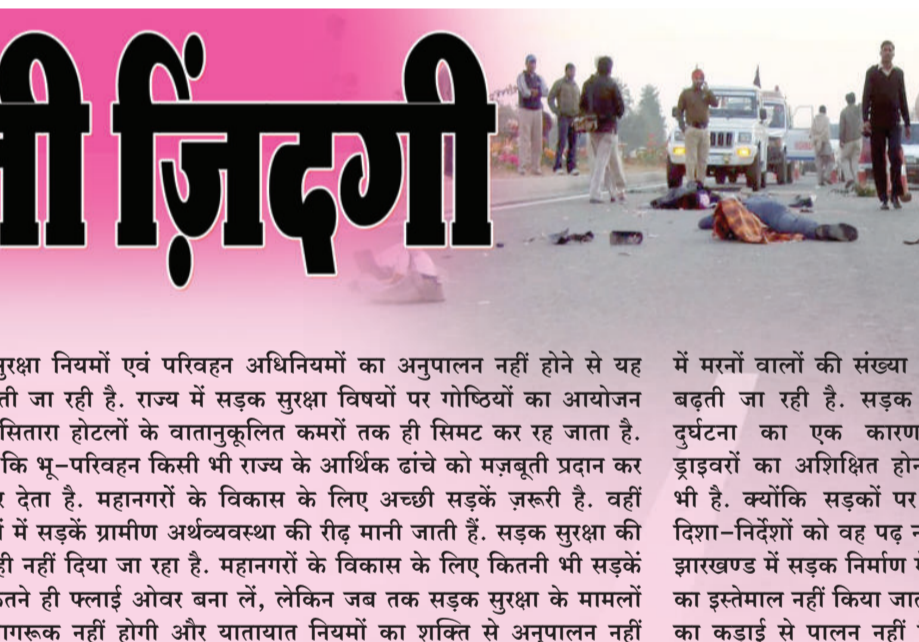 ज़िंदगी
नियमों एवं परिवहन अधिनियमों का अनुपालन नहीं होने से यह
जा रही है. राज्य में सड़क सुरक्षा विषयों पर गोष्ठियों का आयोजन
सितारा होटलों के वातानुकूलित कमरों तक ही सिमट कर रह जाता है.
कि भू-परिवहन किसी भी राज्य के आर्थिक ढांचे को मज़बूती प्रदान कर
देता है. महानगरों के विकास के लिए अच्छी सड़कें ज़रूरी है. वहीं
में सड़कें ग्रामीण अर्थव्यवस्था की रीढ़ मानी जाती हैं. सड़क सुरक्षा की
नहीं दिया जा रहा है. महानगरों के विकास के लिए कितनी भी सड़कें
ही फ्लाई ओवर बना लें, लेकिन जब तक सड़क सुरक्षा के मामलों
नहीं होगी और यातायात नियमों का शक्ति से अनुपालन नहीं
में मरनों वालों की संख्या
बढ़ती जा रही है. सड़क
दुर्घटना का एक कारण
ड्राइवरों का अशिक्षित
भी है. क्योंकि सड़कों पर
दिशा-निर्देशों को वह पढ़
झारखण्ड में सड़क निर्माण
का इस्तेमाल नहीं किया
का कड़ाई से पालन नहीं